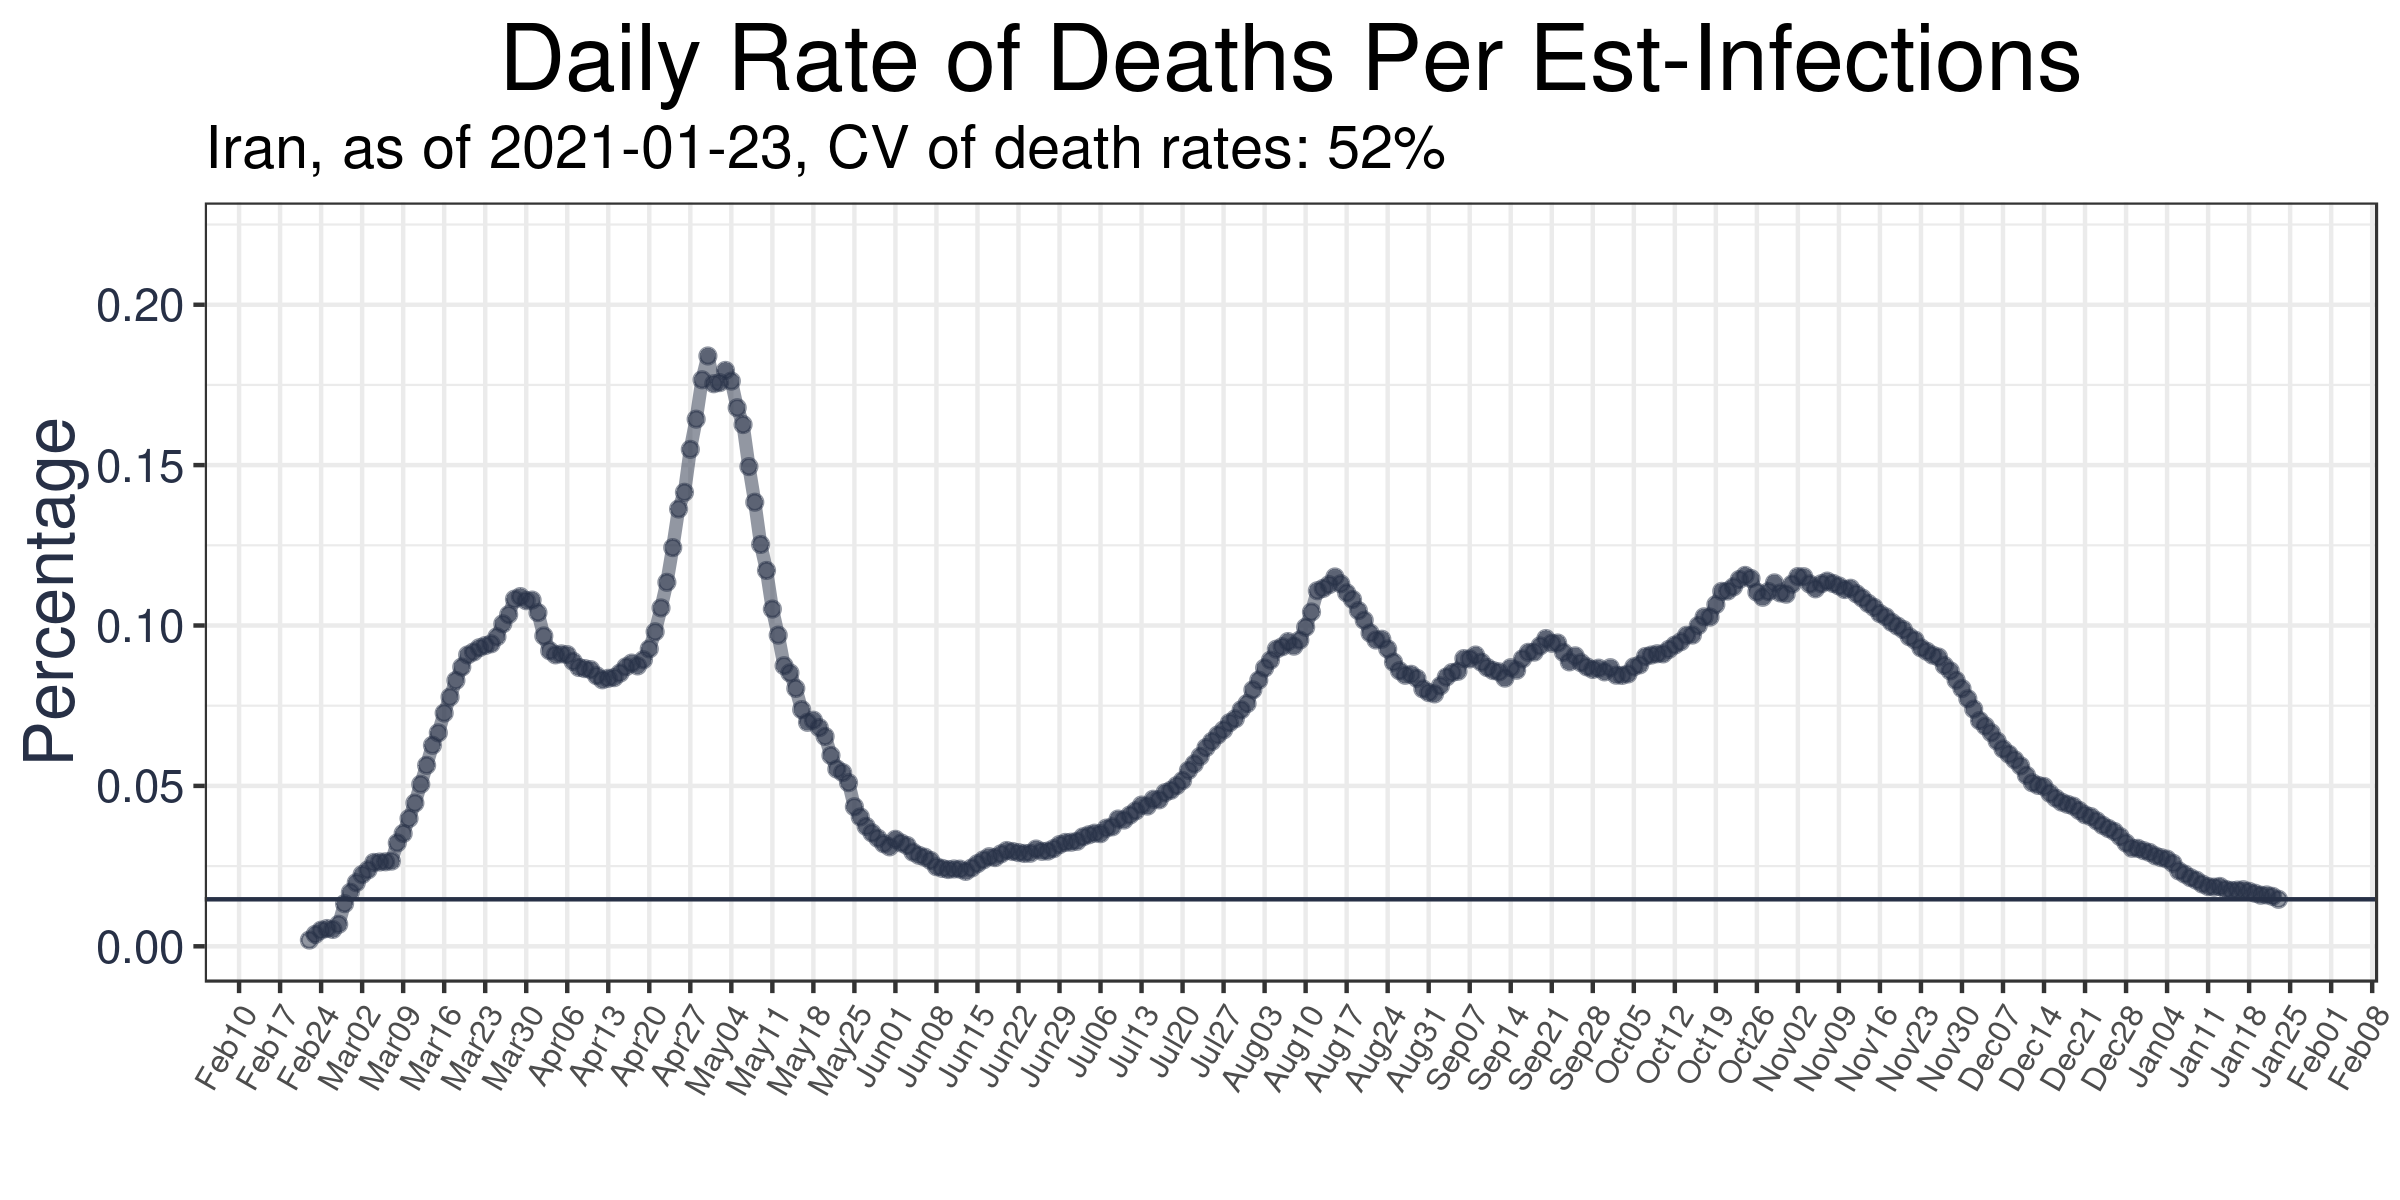 Daily Rate of Deaths Per Est-Infections
Iran, as of 2021-01-23, CV of death rates: 52%
Percentage
0.20
0.15
0.10
0.05
0.00
Feb10
Feb17
Feb24
Mar02
Mar09
Mar16
Mar23
Mar30
Apr06
Apr13
Apr20
Apr27
May04
May11
May18
May25
Jun01
Jun08
Jun15
Jun22
Jun29
Jul06
Jul13
Jul20
Jul27
Aug03
Aug10
Aug17
Aug24
Aug31
Sep07
Sep14
Sep21
Sep28
Oct05
Oct12
Oct19
Oct26
Oct02
Nov09
Nov16
Nov23
Nov30
Nov07
Dec14
Dec21
Dec28
Dec04
Jan11
Jan18
Jan25
Feb01
Feb08